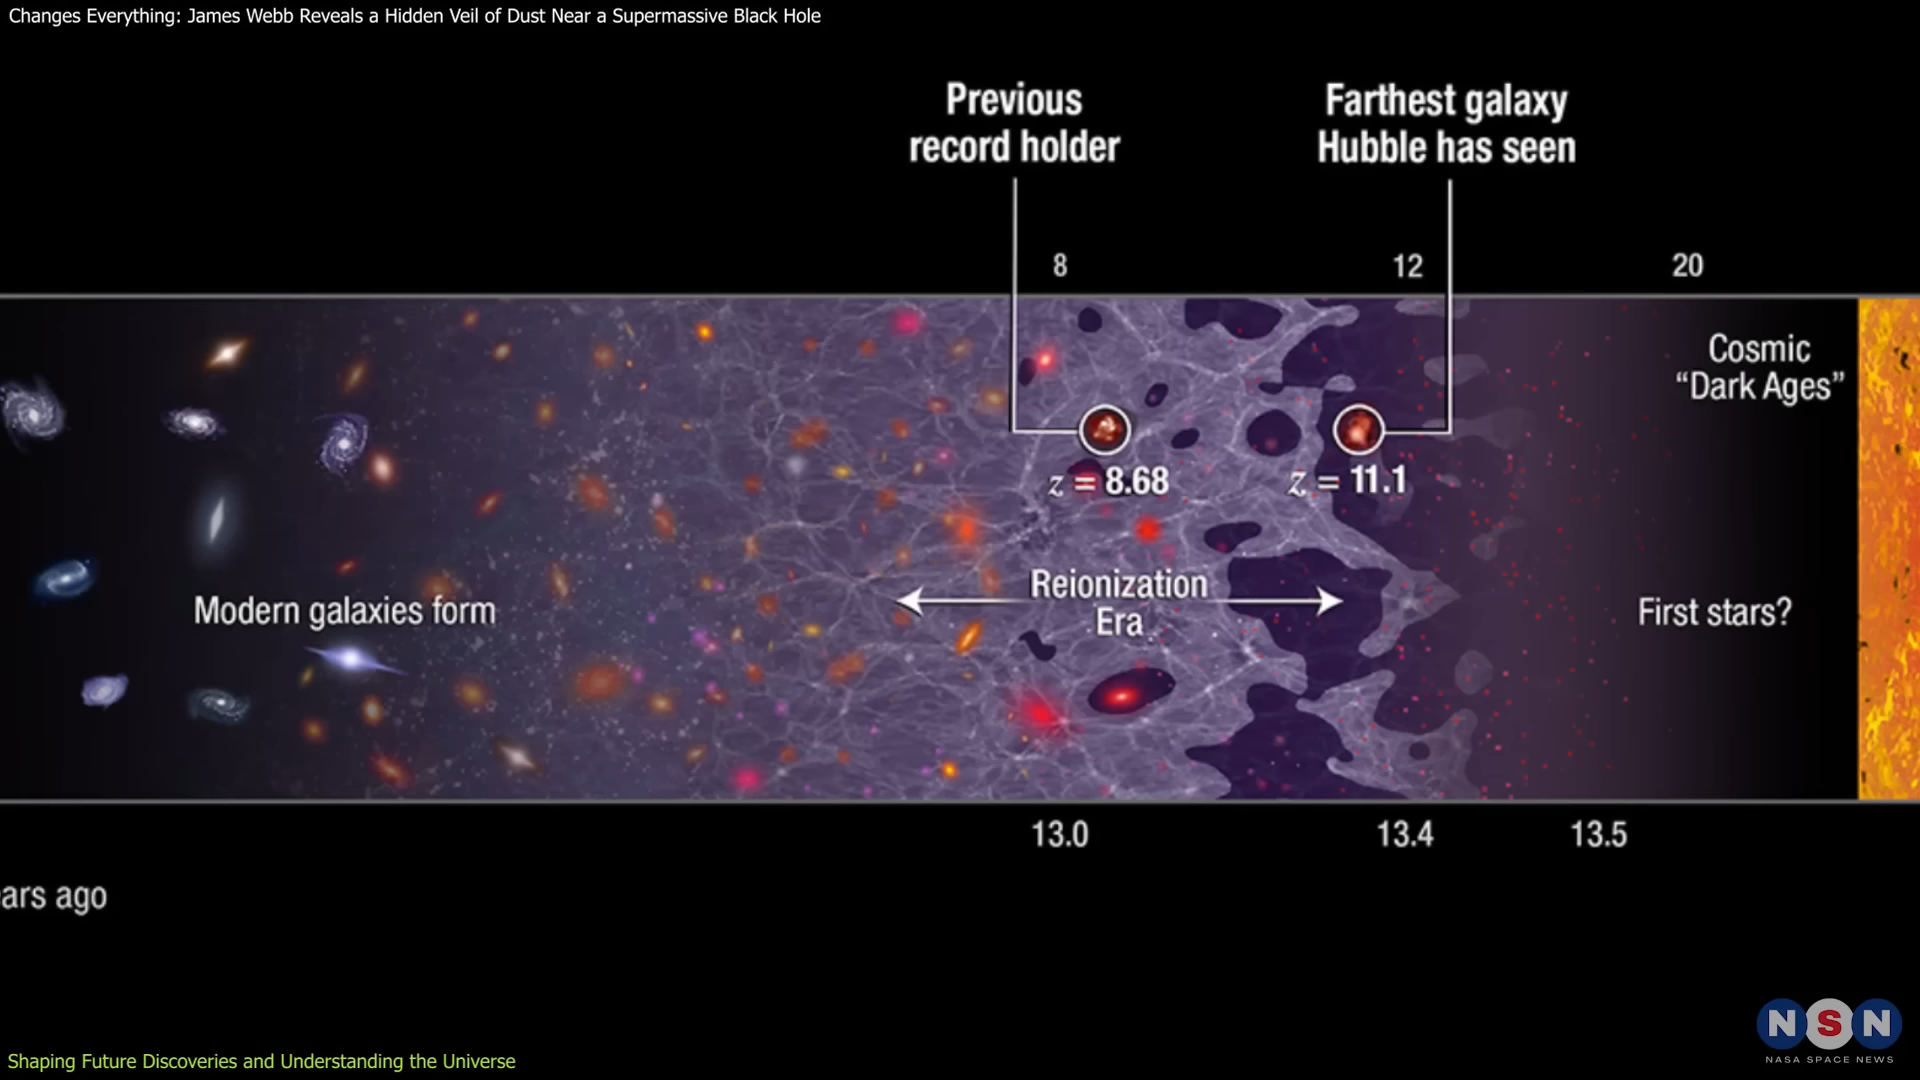 Changes Everything: James Webb Reveals a Hidden Veil of Dust Near a Supermassive Black Hole
Previous
record holder
Farthest galaxy
Hubble has seen
8
12
20
Cosmic
“Dark Ages”
z = 8.68
z = 11.1
Reionization
Era
Modern galaxies form
First stars?
13.0
13.4
13.5
ears ago
NSN
NASA SPACE NEWS
Shaping Future Discoveries and Understanding the Universe